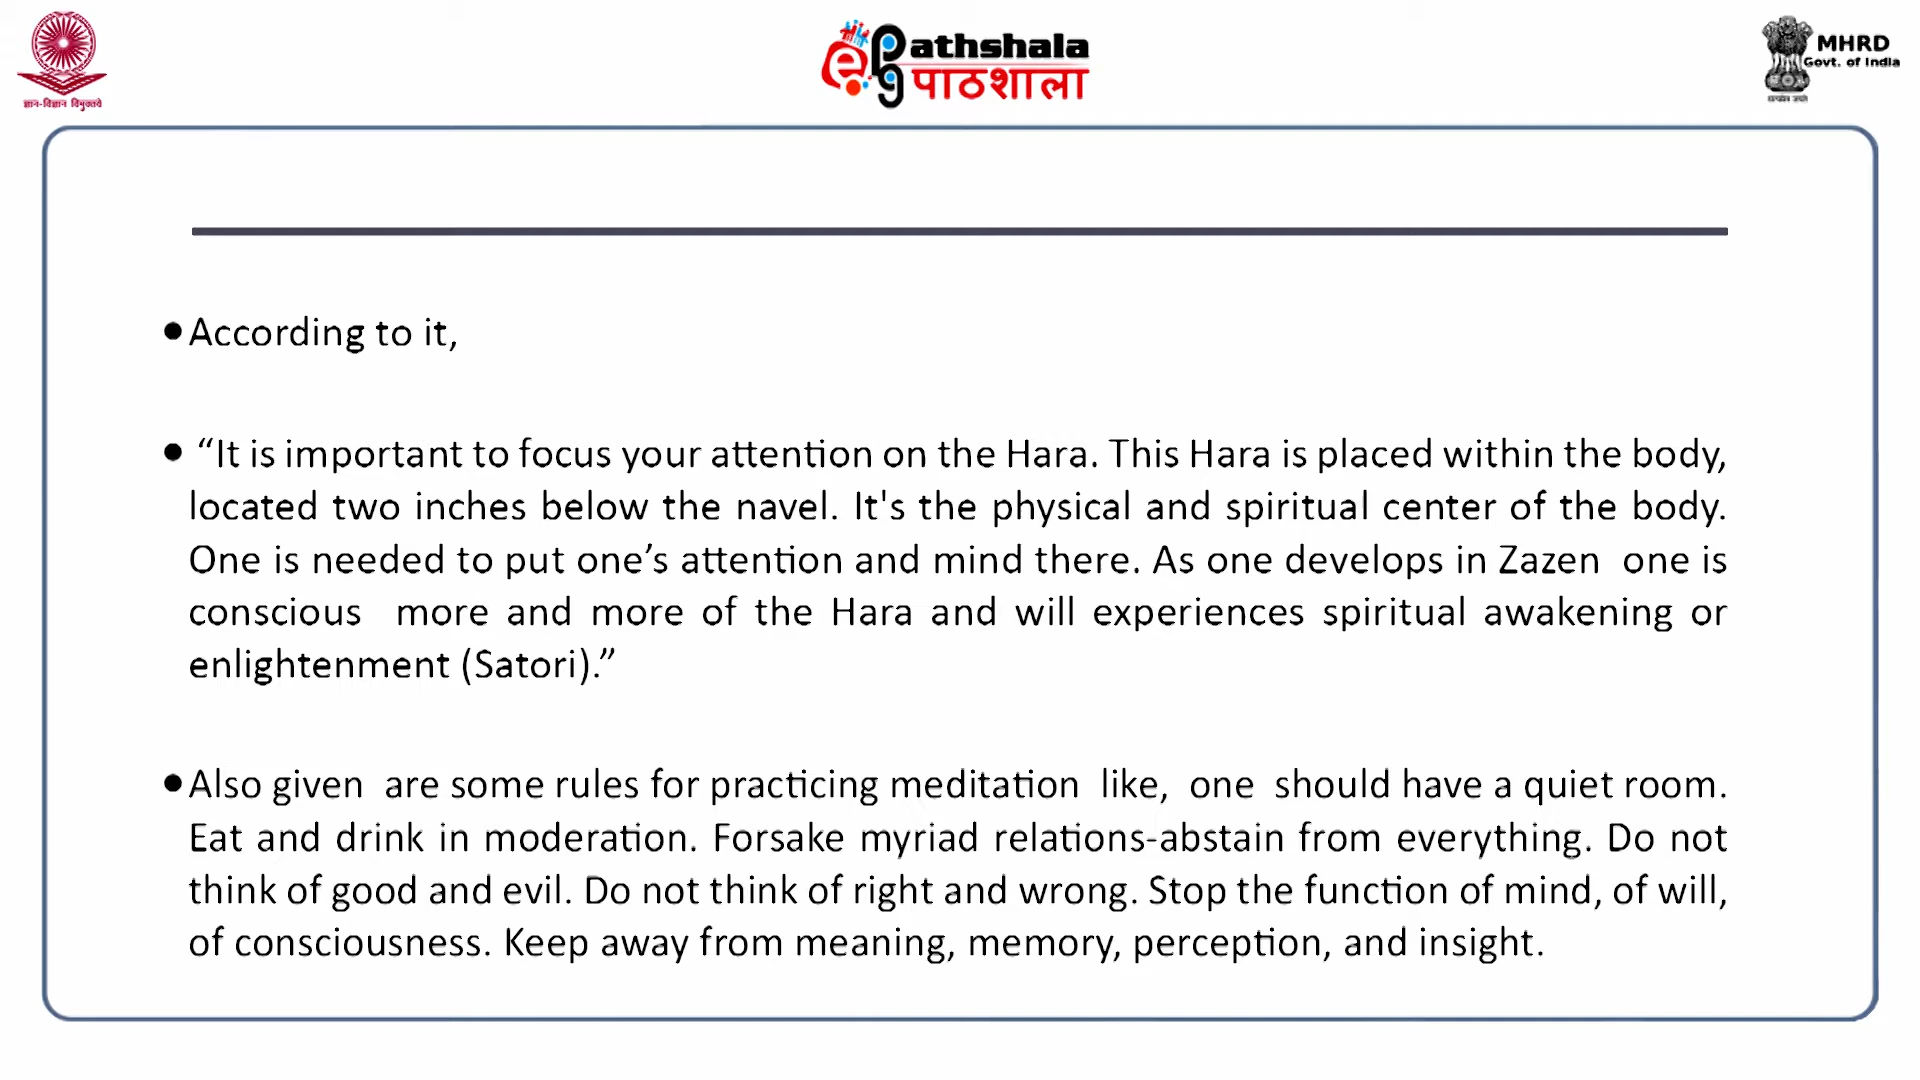 ज्ञान-विज्ञान विमुक्तये
Pathshala
पाठशाला
MHRD
Govt. of India
•According to it,
• “It is important to focus your attention on the Hara. This Hara is placed within the body,
located two inches below the navel. It's the physical and spiritual center of the body.
One is needed to put one’s attention and mind there. As one develops in Zazen  one is
conscious  more and more of the Hara and will experiences spiritual awakening or
enlightenment (Satori).”
•Also given  are some rules for practicing meditation  like,  one  should have a quiet room.
Eat and drink in moderation. Forsake myriad relations-abstain from everything. Do not
think of good and evil. Do not think of right and wrong. Stop the function of mind, of will,
of consciousness. Keep away from meaning, memory, perception, and insight.